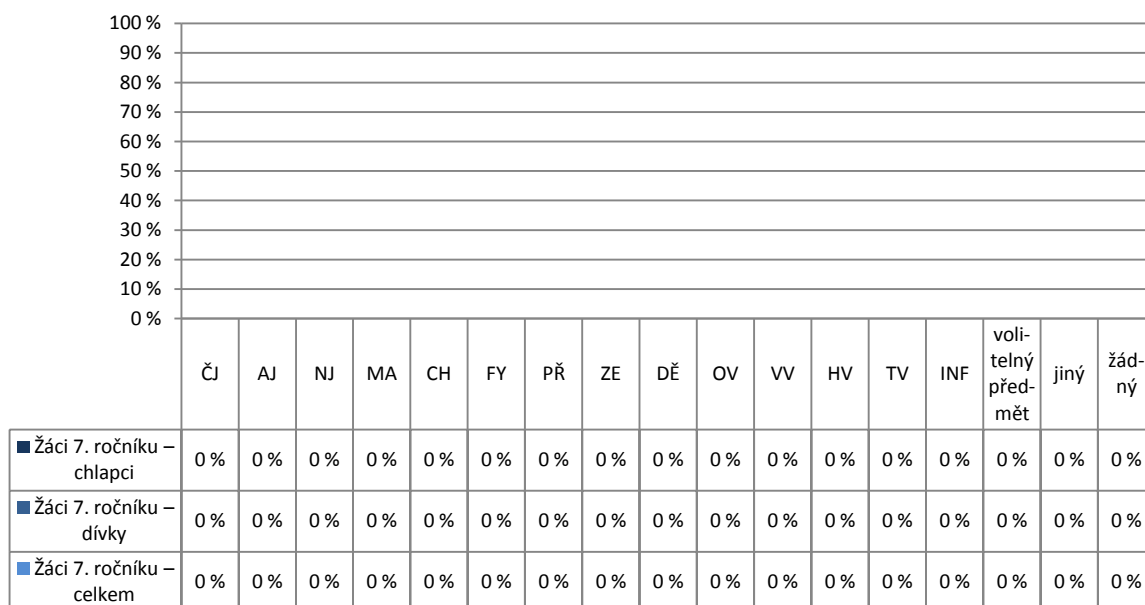 100 %
90 %
80 %
70 %
60 %
50 %
40 %
30 %
20 %
10 %
0 %
ČJ AJ NJ MA CH FY PŘ ZE DĚ OV VV HV TV INF voli- jiný žád-
telný ný
před-
mět
Žáci 7. ročníku –
chlapci 0 % 0 % 0 % 0 % 0 % 0 % 0 % 0 % 0 % 0 % 0 % 0 % 0 % 0 % 0 % 0 % 0 %
Žáci 7. ročníku –
dívky 0 % 0 % 0 % 0 % 0 % 0 % 0 % 0 % 0 % 0 % 0 % 0 % 0 % 0 % 0 % 0 % 0 %
Žáci 7. ročníku –
celkem 0 % 0 % 0 % 0 % 0 % 0 % 0 % 0 % 0 % 0 % 0 % 0 % 0 % 0 % 0 % 0 % 0 %